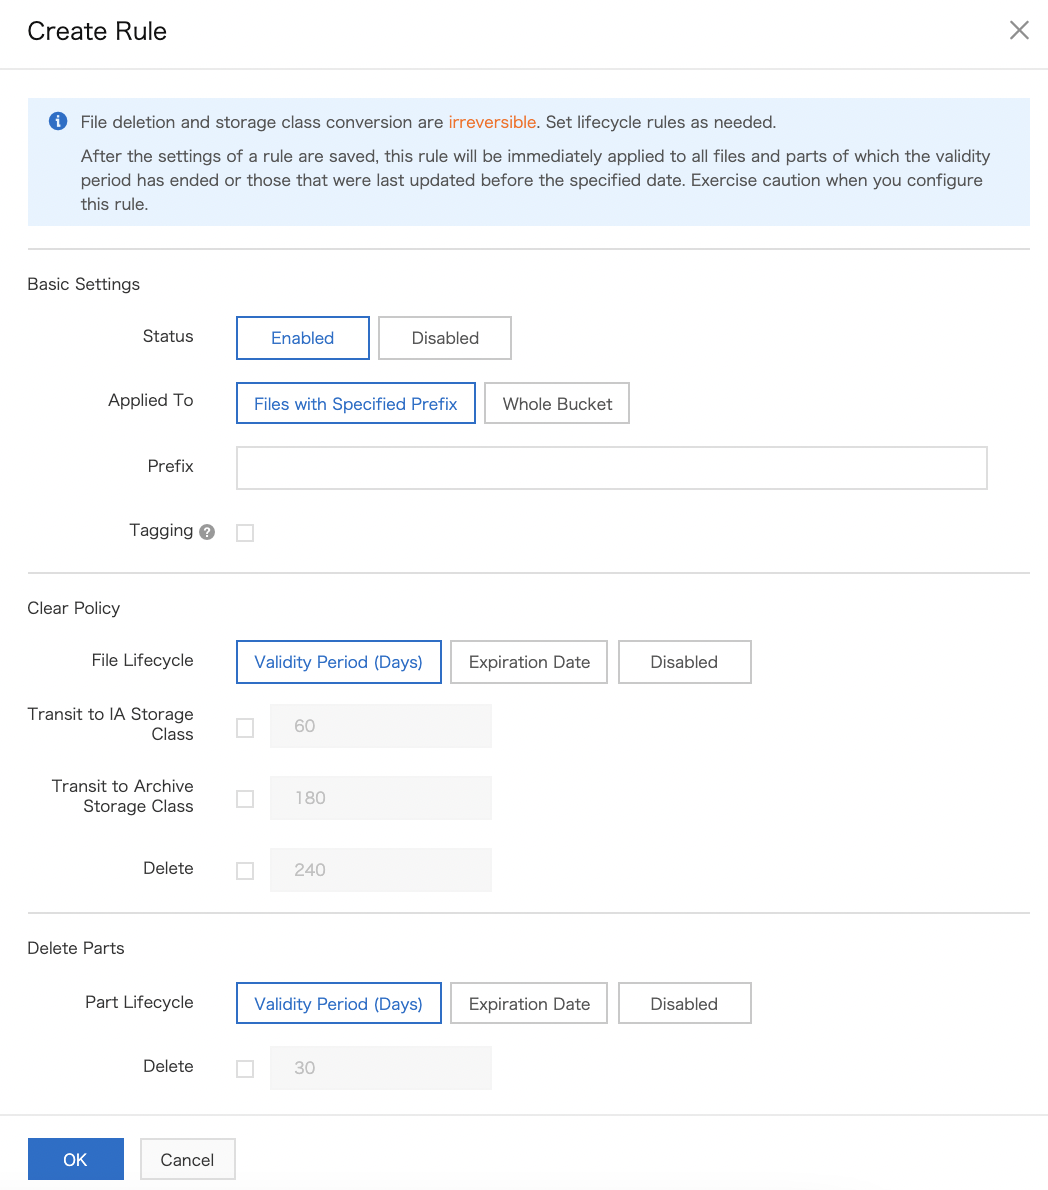 Create Rule
File deletion and storage class conversion are irreversible. Set lifecycle rules as needed.
After the settings of a rule are saved, this rule will be immediately applied to all files and parts of which the validity
period has ended or those that were last updated before the specified date. Exercise caution when you configure
this rule.
Basic Settings
Status
Enabled
Disabled
Applied To
Files with Specified Prefix
Whole Bucket
Prefix
Tagging
Clear Policy
File Lifecycle
Validity Period (Days)
Expiration Date
Disabled
Transit to IA Storage
Class
60
Transit to Archive
Storage Class
180
Delete
240
Delete Parts
Part Lifecycle
Validity Period (Days)
Expiration Date
Disabled
Delete
30
OK
Cancel